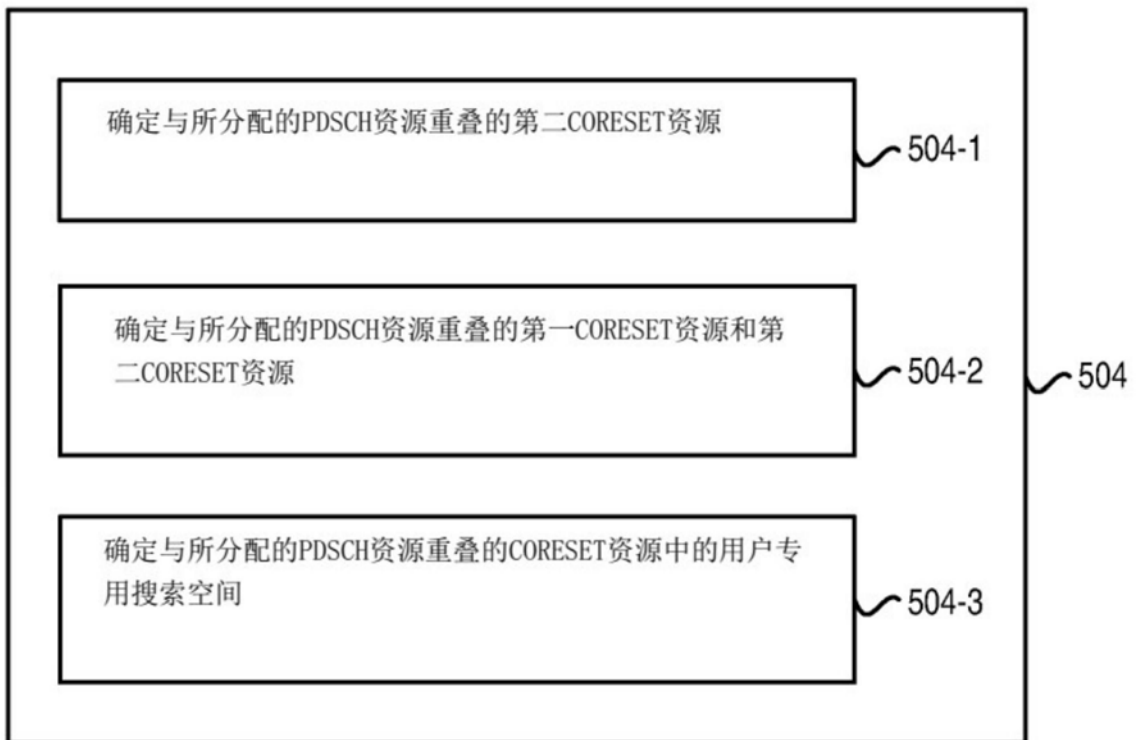 确定与所分配的PDSCH资源重叠的第二CORESET资源
504-1
确定与所分配的PDSCH资源重叠的第一CORESET资源和第
二CORESET资源
504-2
504
确定与所分配的PDSCH资源重叠的CORESET资源中的用户专
用搜索空间
504-3